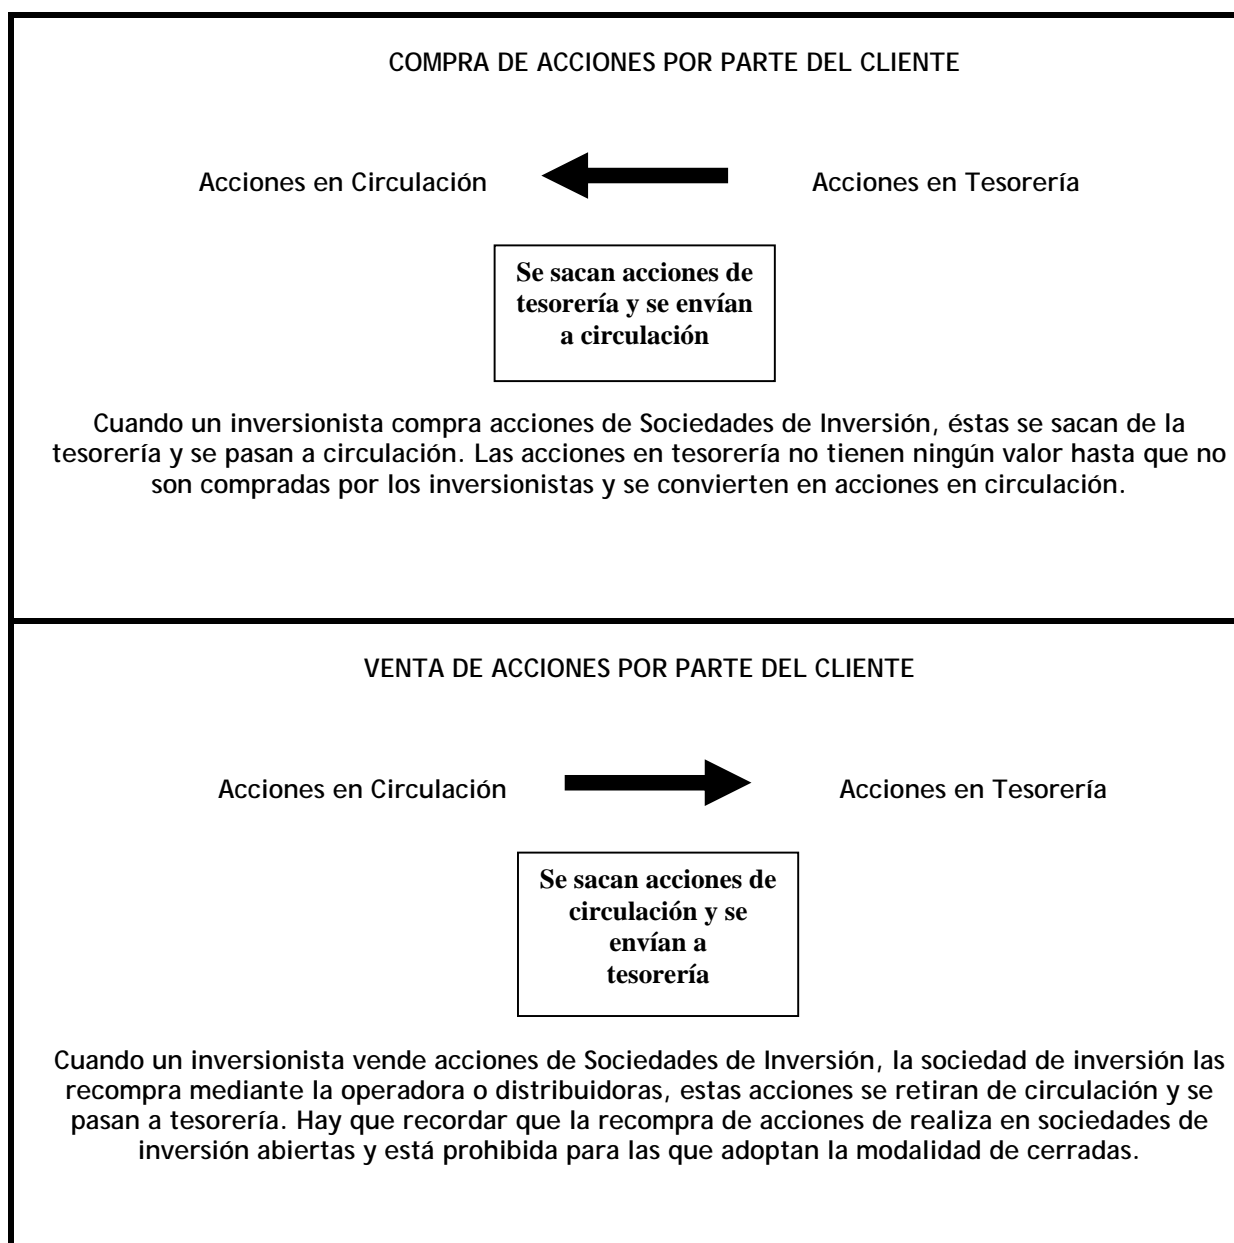 COMPRA DE ACCIONES POR PARTE DEL CLIENTE
Acciones en Circulación
Acciones en Tesorería
Se sacan acciones de
tesorería y se envían
a circulación
Cuando un inversionista compra acciones de Sociedades de Inversión, éstas se sacan de la
tesorería y se pasan a circulación. Las acciones en tesorería no tienen ningún valor hasta que no
son compradas por los inversionistas y se convierten en acciones en circulación.
VENTA DE ACCIONES POR PARTE DEL CLIENTE
Acciones en Circulación
Acciones en Tesorería
Se sacan acciones de
circulación y se
envían a
tesorería
Cuando un inversionista vende acciones de Sociedades de Inversión, la sociedad de inversión las
recompra mediante la operadora o distribuidoras, estas acciones se retiran de circulación y se
pasan a tesorería. Hay que recordar que la recompra de acciones de realiza en sociedades de
inversión abiertas y está prohibida para las que adoptan la modalidad de cerradas.